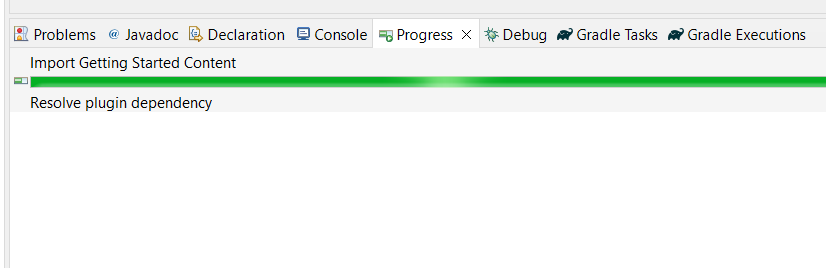 Problems @ Javadoc Declaration Console Progress Debug Gradle Tasks Gradle Executions
Import Getting Started Content
Resolve plugin dependency